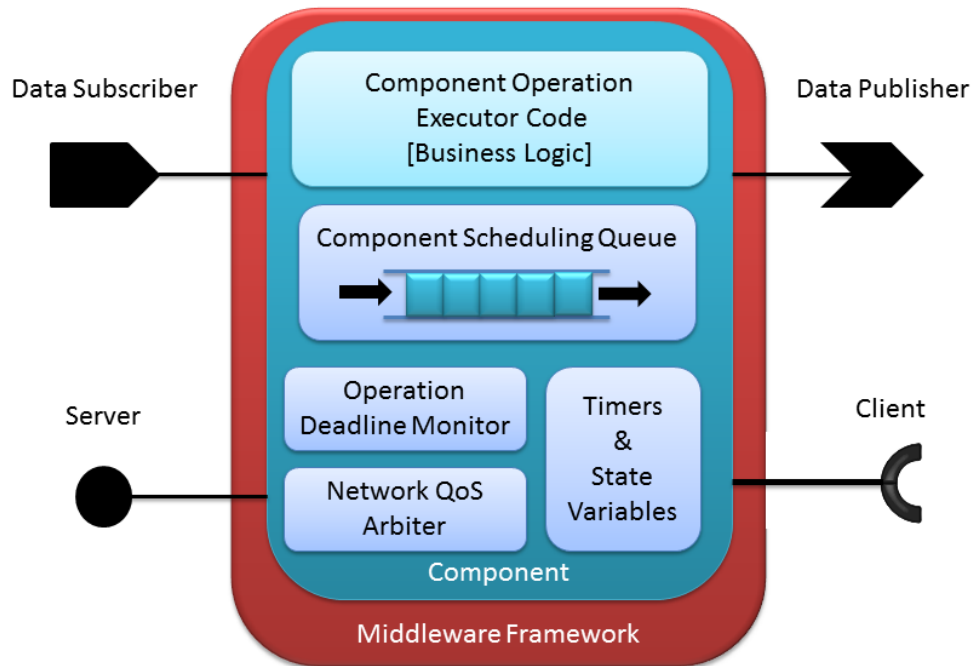 Data Subscriber
Data Publisher
Component Operation
Executor Code
[Business Logic]
Component Scheduling Queue
Server
Client
Operation
Deadline Monitor
Network QoS
Arbiter
Timers
&
State
Variables
Component
Middleware Framework